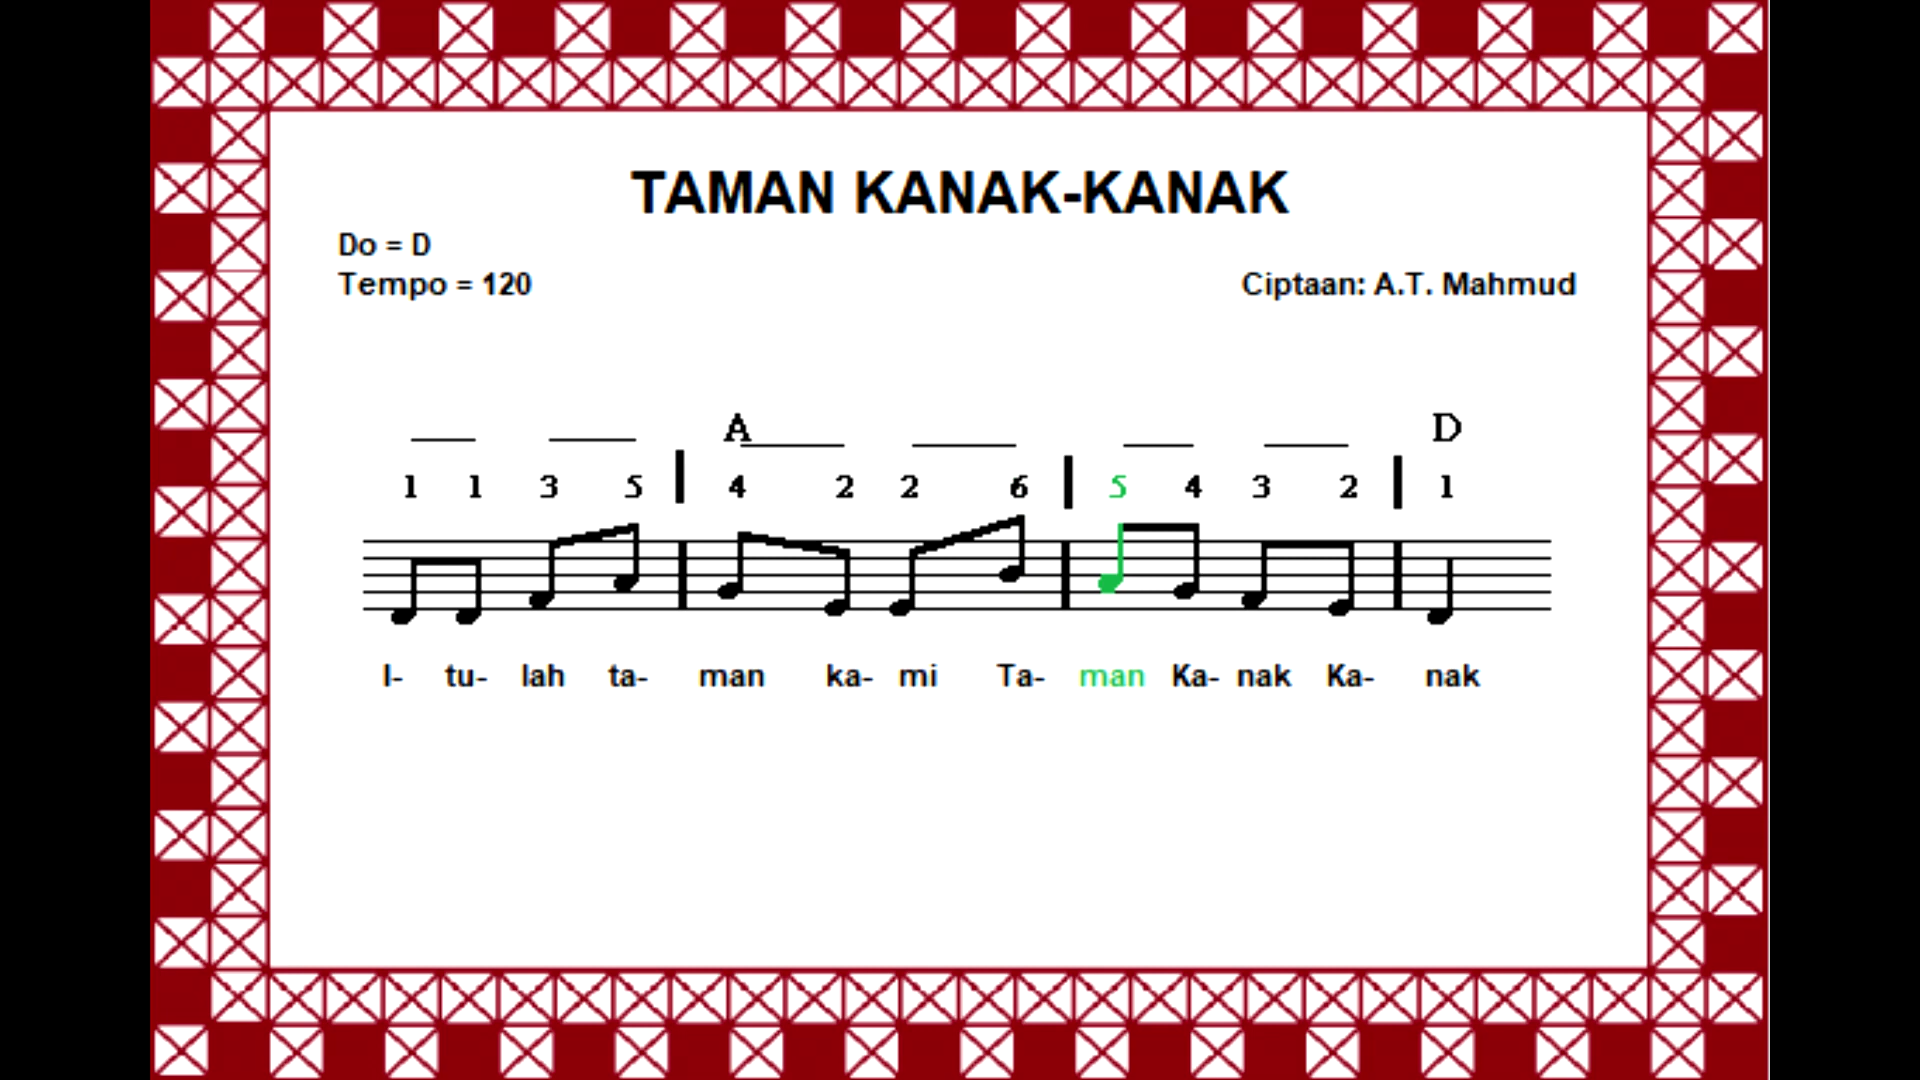 TAMAN KANAK-KANAK
Do = D
Tempo = 120
Ciptaan: A.T. Mahmud
A D
1 1 3 5 | 4 2 2 6 | 5 4 3 2 | 1
I- tu- lah ta- man ka- mi Ta- man Ka- nak Ka- nak